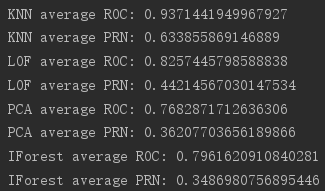 KNN average ROC: 0.9371441949967927
KNN average PRN: 0.633855869146889
LOF average ROC: 0.8257445798588838
LOF average PRN: 0.44214567030147534
PCA average ROC: 0.7682871712636306
PCA average PRN: 0.36207703656189866
IForest average ROC: 0.7961620910840281
IForest average PRN: 0.3486980756895446